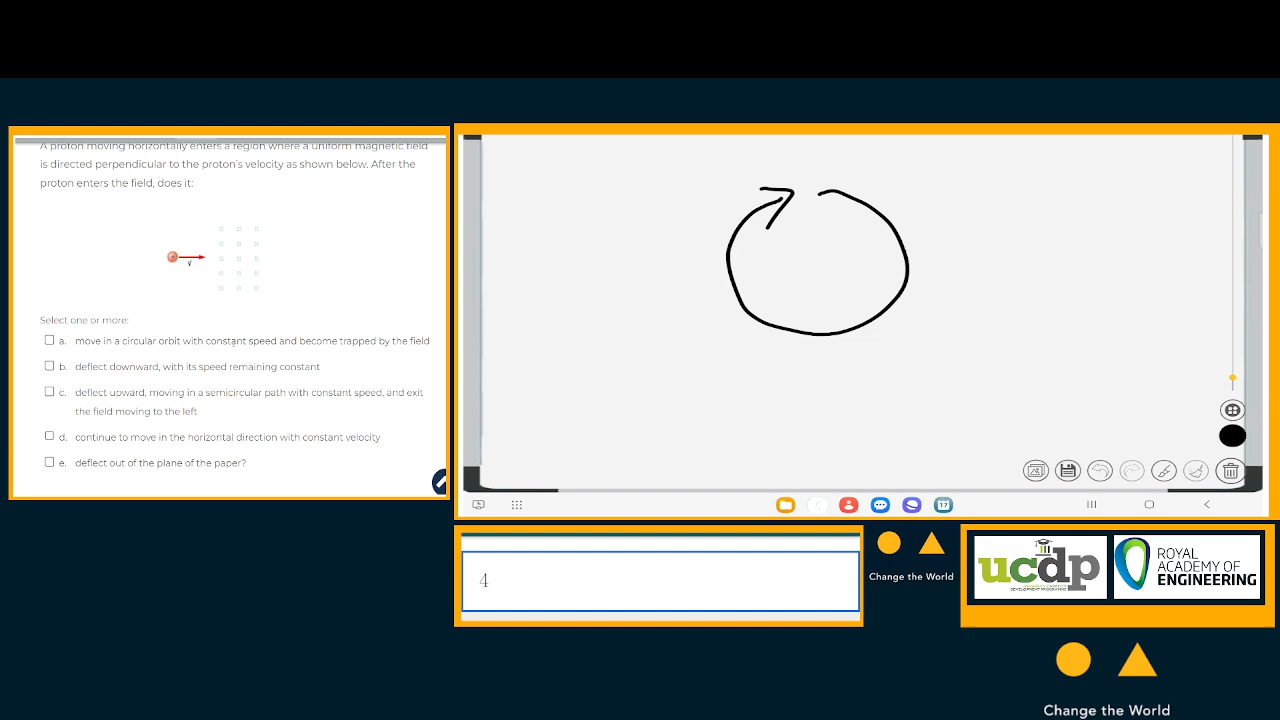 A proton moving horizontally enters a region where a uniform magnetic field
is directed perpendicular to the proton's velocity as shown below. After the
proton enters the field, does it:
v
Select one or more:
a. move in a circular orbit with constant speed and become trapped by the field
b. deflect downward, with its speed remaining constant
c. deflect upward, moving in a semicircular path with constant speed, and exit
the field moving to the left
d. continue to move in the horizontal direction with constant velocity
e. deflect out of the plane of the paper?
17
4
Change the World
ucdp
ROYAL
ACADEMY OF
ENGINEERING
Change the World